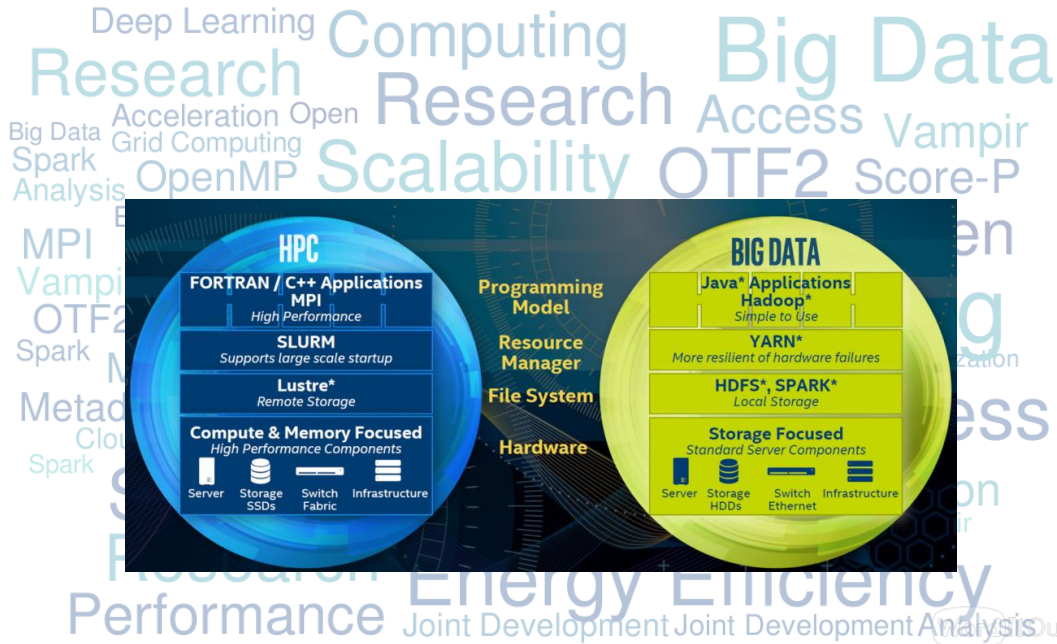 Deep Learning Computing Big Data
Research Research
Acceleration Open Access Vampir
Big Data Grid Computing
Spark OpenMP Scalability OTF2 Score-P
Analysis
MPI
HPC
BIG DATA
FORTRAN / C++ Applications
MPI
High Performance
Programming
Model
Java* Applications
Hadoop*
Simple to Use
SLURM
Supports large scale startup
Resource
Manager
YARN*
More resilient of hardware failures
Spark
Lustre*
Remote Storage
File System
HDFS*, SPARK*
Local Storage
Compute & Memory Focused
High Performance Components
Hardware
Storage Focused
Standard Server Components
Spark
Server Storage SSDs Switch Fabric Infrastructure
Server Storage HDDs Switch Ethernet Infrastructure
Research Energy Efficiency
Performance Joint Development Joint Development Analysis